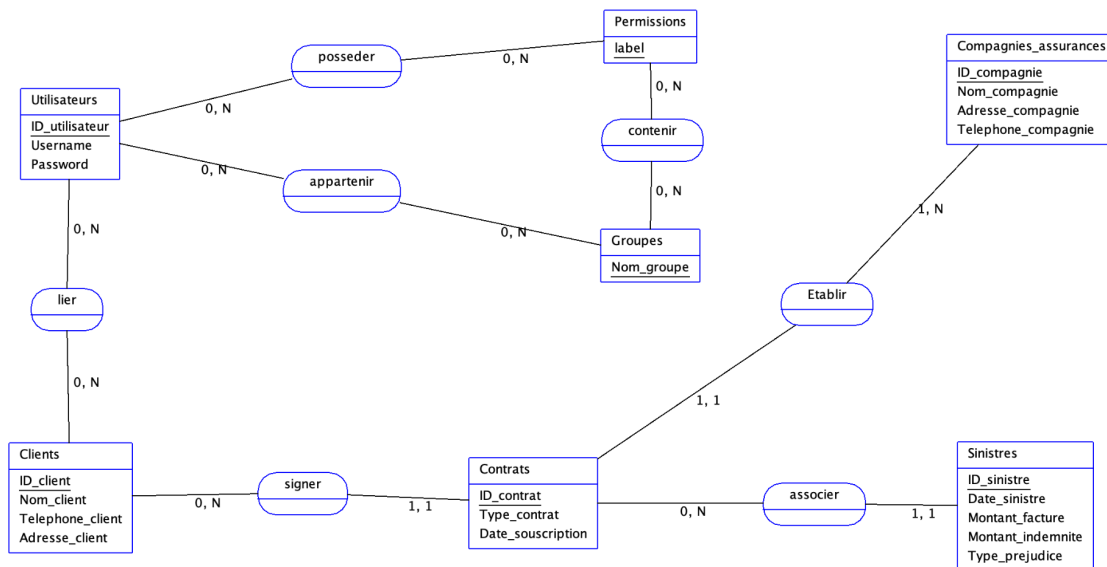 Permissions
label
posseder
0, N
0, N
Compagnies_assurances
ID_compagnie
Nom_compagnie
Adresse_compagnie
Telephone_compagnie
Utilisateurs
ID_utilisateur
Username
Password
0, N
contenir
0, N
0, N
appartenir
0, N
Groupes
Nom_groupe
1, N
0, N
lier
0, N
Etablir
1, 1
Clients
ID_client
Nom_client
Telephone_client
Adresse_client
0, N
signer
1, 1
Contrats
ID_contrat
Type_contrat
Date_souscription
0, N
associer
1, 1
Sinistres
ID_sinistre
Date_sinistre
Montant_facture
Montant_indemnite
Type_prejudice